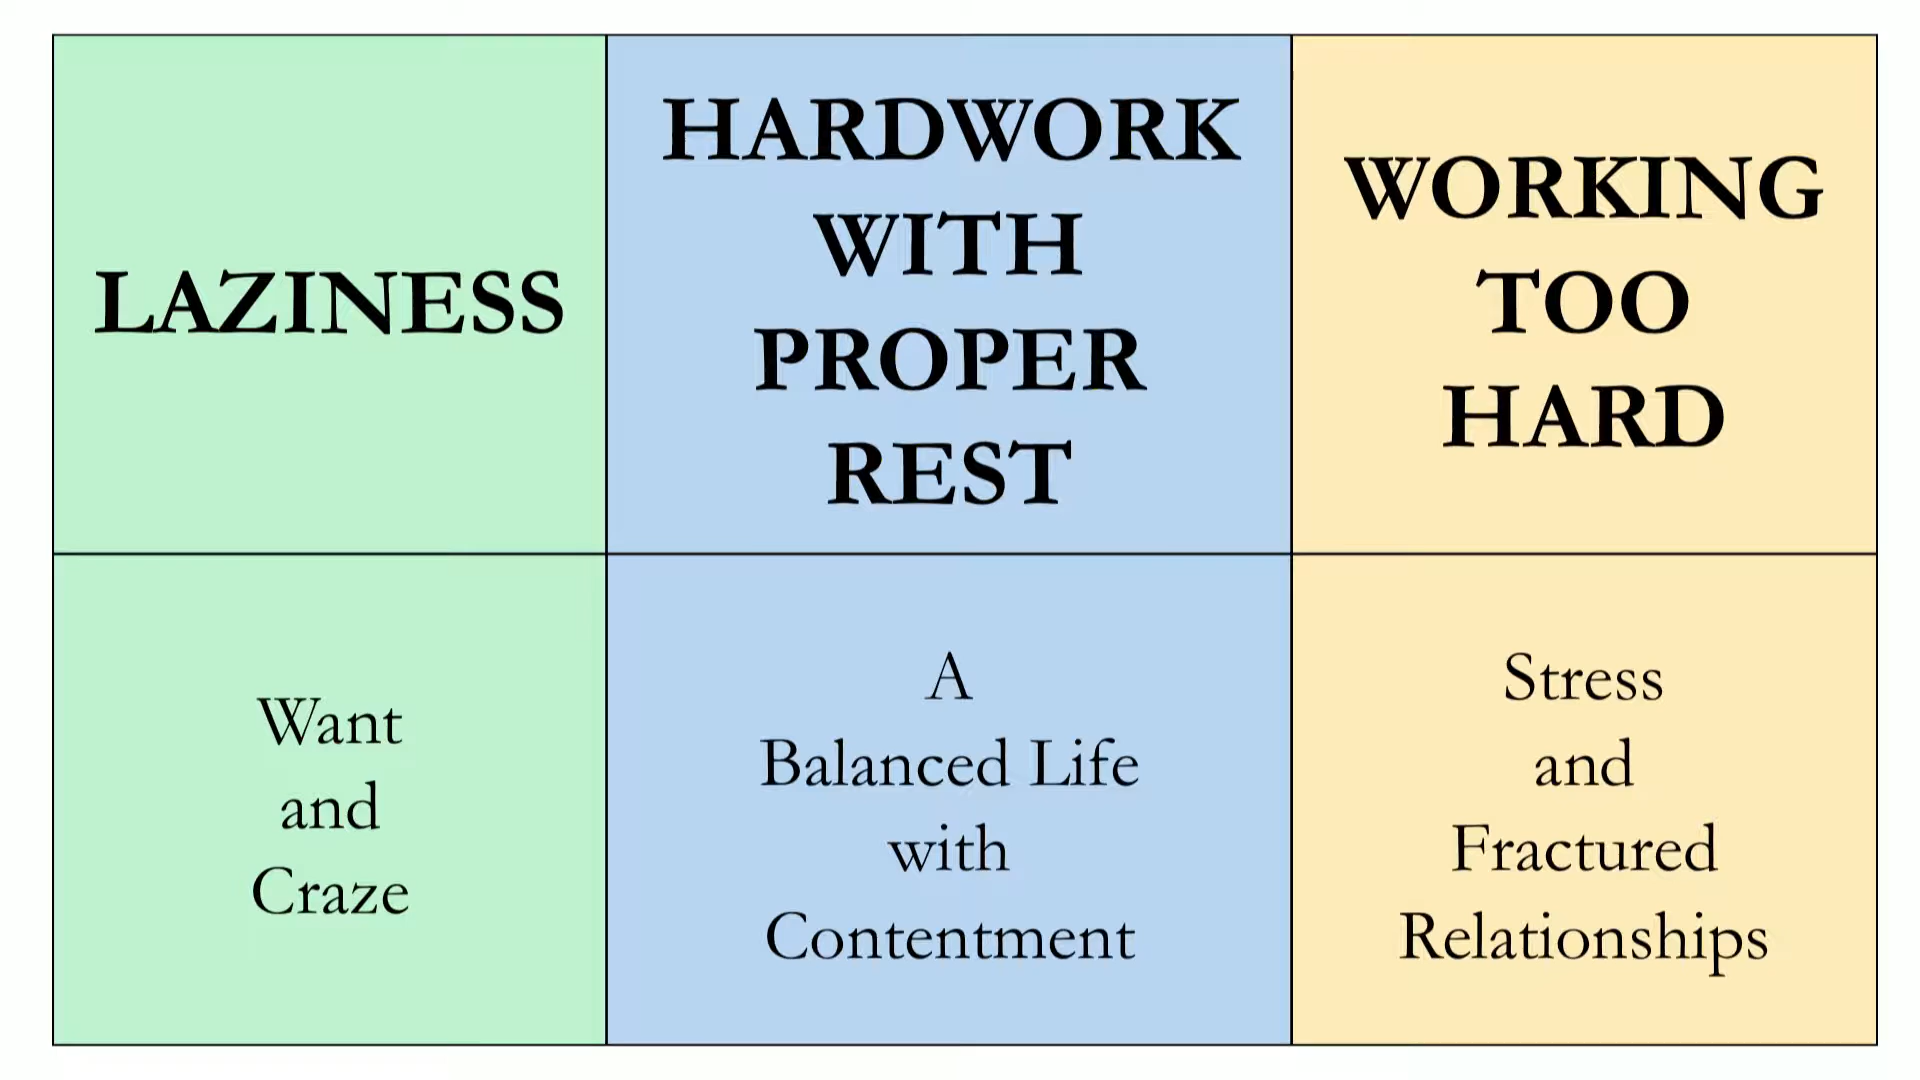 LAZINESS
HARDWORK
WITH
PROPER
REST
WORKING
TOO
HARD
Want
and
Craze
A
Balanced Life
with
Contentment
Stress
and
Fractured
Relationships